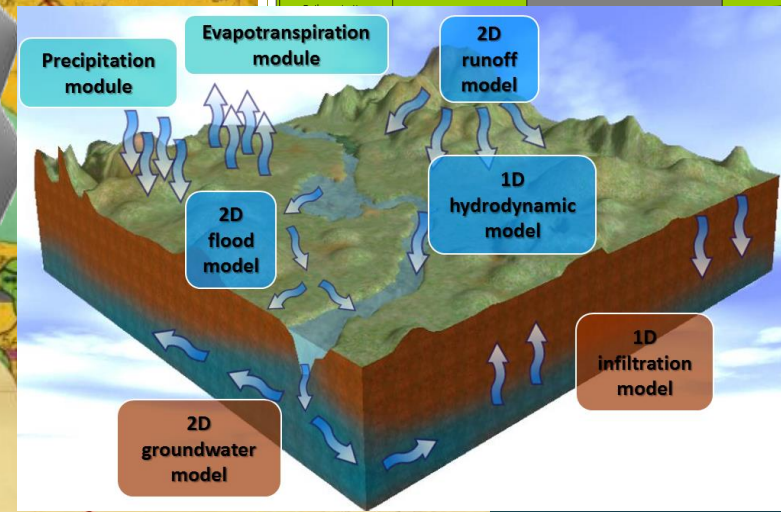 Evapotranspiration
module
2D
runoff
model
Precipitation
module
1D
hydrodynamic
model
2D
flood
model
1D
infiltration
model
2D
groundwater
model